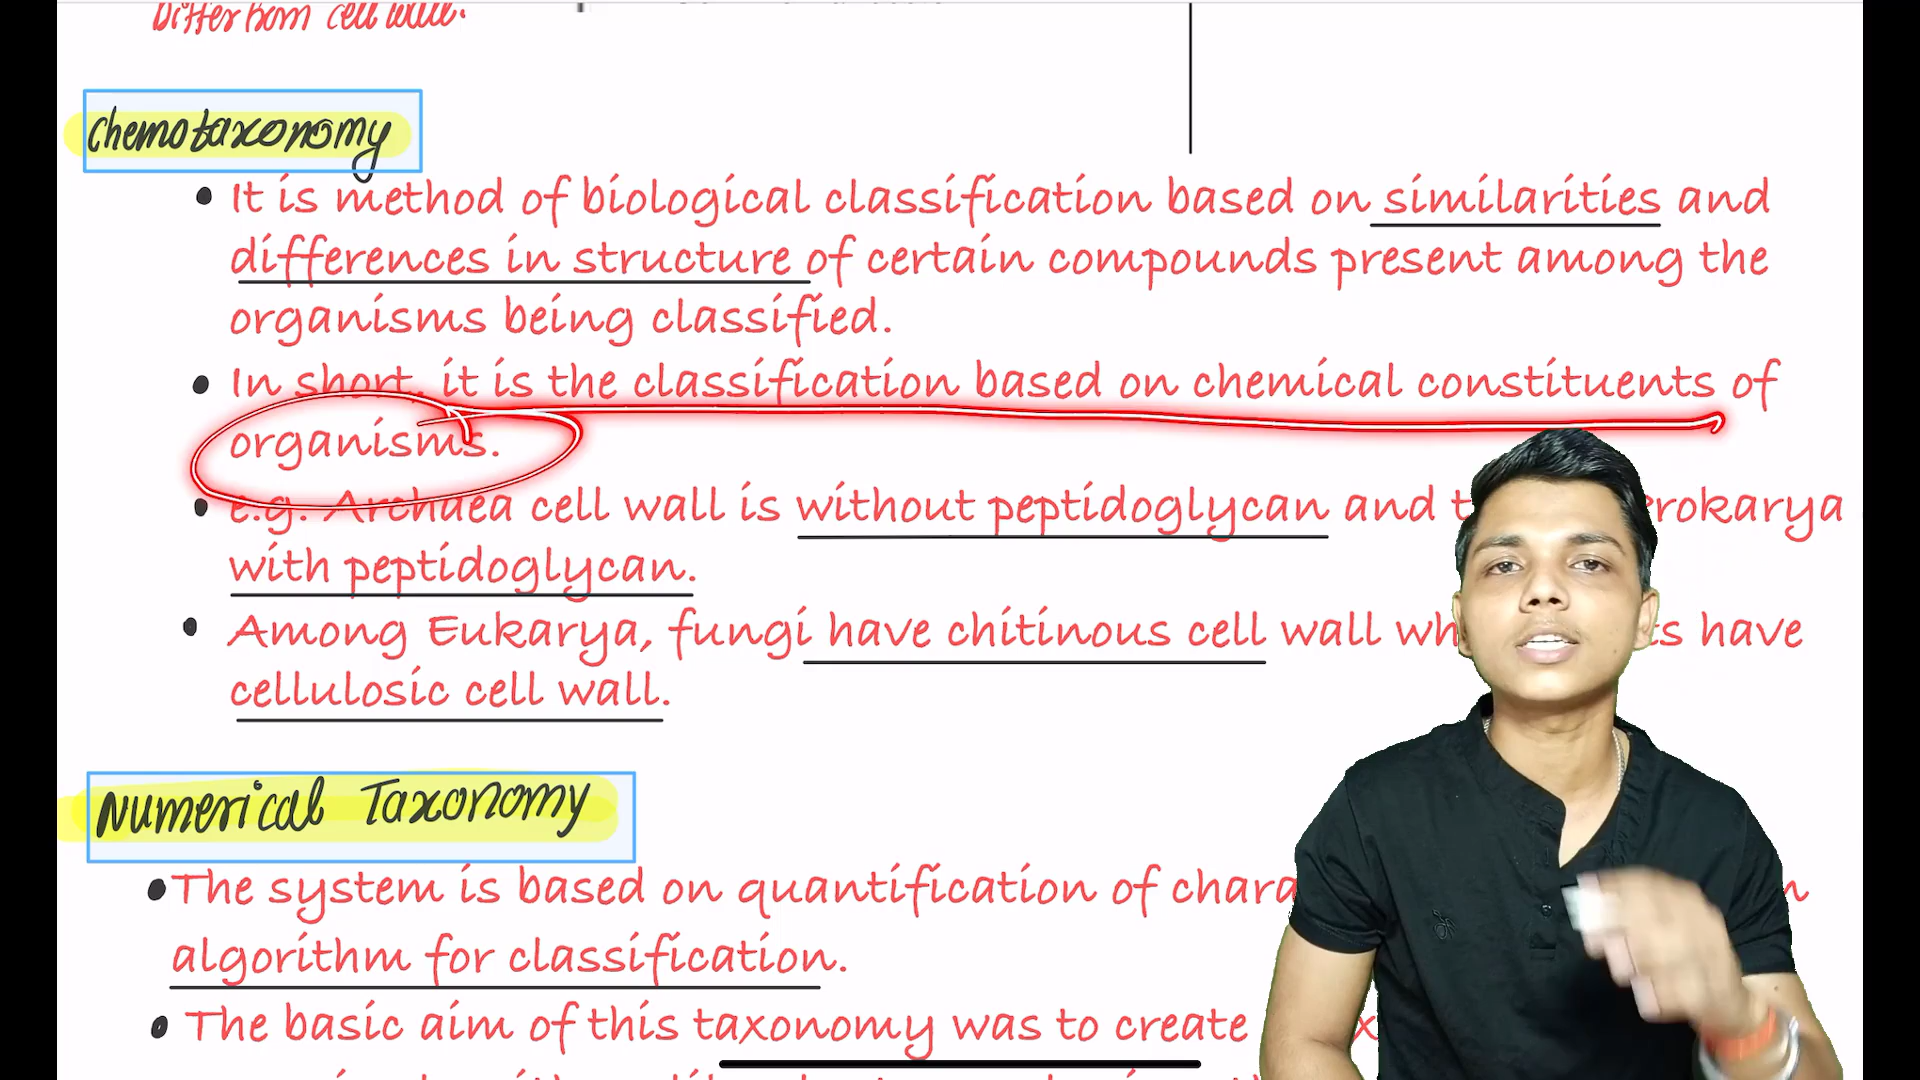 Differ from cell wall.
Chemotaxonomy
• It is method of biological classification based on similarities and
differences in structure of certain compounds present among the
organisms being classified.
• In short, it is the classification based on chemical constituents of
organisms.
• e.g. Archaea cell wall is without peptidoglycan and rokarya
with peptidoglycan.
• Among Eukarya, fungi have chitinous cell wall have
cellulosic cell wall.
Numerical Taxonomy
• The system is based on quantification of
algorithm for classification.
• The basic aim of this taxonomy was to create